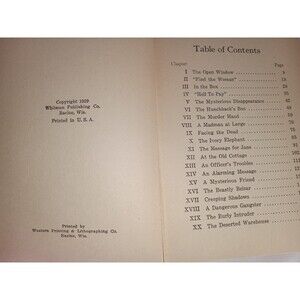 Copyright 1929
Whitman Publishing Co.
Racine, Wis.
Printed in U. S. A.
Printed by
Western Printing & Lithographing Co.
Racine, Wis.
Table of Contents
Chapter Page
I The Open Window
II "Find the Woman"
III In the Box
IV "Hell To Pay"
V The Mysterious Disappearance
VI The Hunchback's Box
VII The Murder Hand
VIII A Madman at Large
IX Facing the Dead
X The Ivory Elephant
XI The Message for Jane
XII At the Old Cottage
XIII An Officer's Troubles
XIV An Alarming Message
XV A Mysterious Friend
XVI The Beastly Beizar
XVII Creeping Shadows
XVIII A Dangerous Gangster
XIX The Burly Intruder
XX The Deserted Warehouse